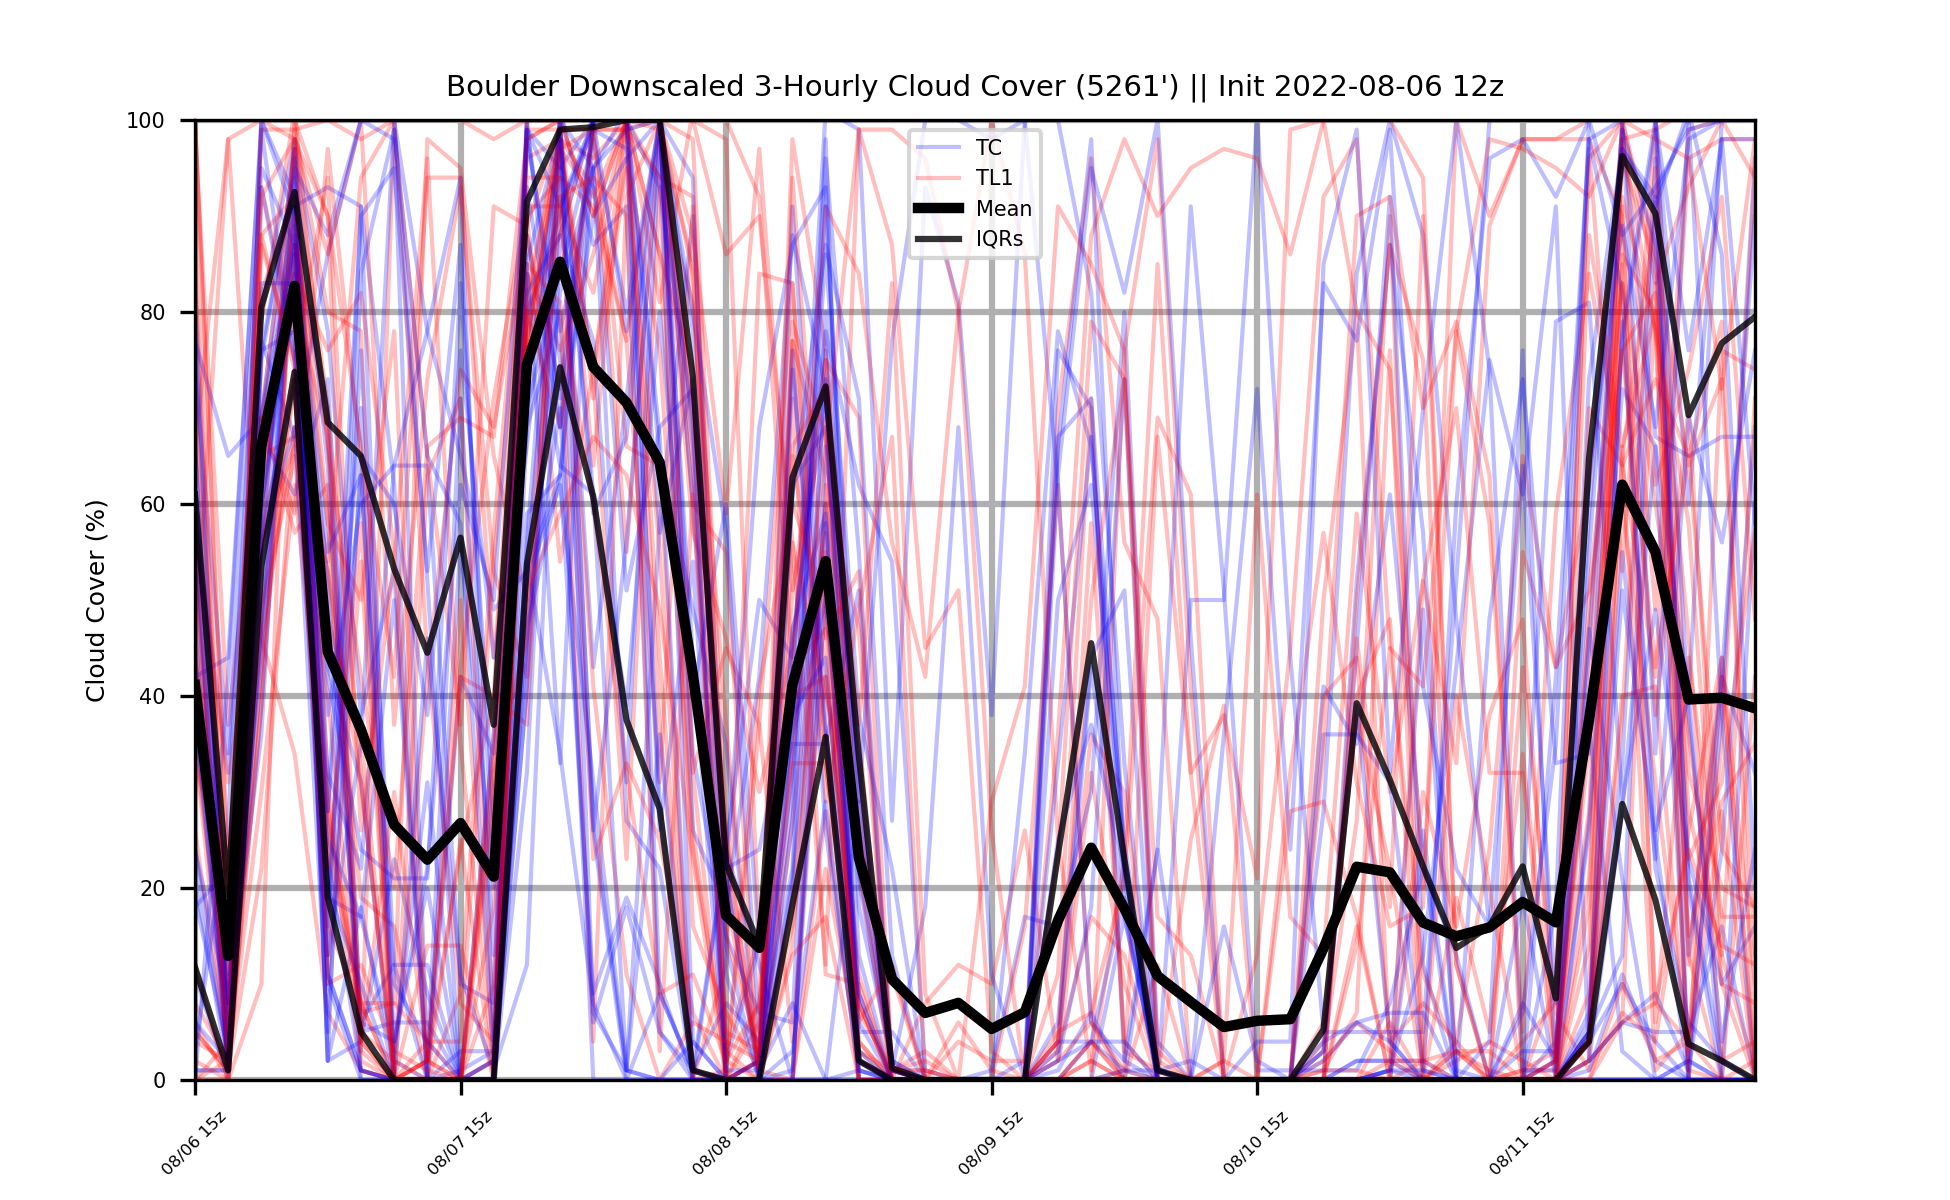 Boulder Downscaled 3-Hourly Cloud Cover (5261') || Init 2022-08-06 12z
Cloud Cover (%)
100
80
60
40
20
0
TC
TL1
Mean
IQRs
08/06 15z
08/07 15z
08/08 15z
08/09 15z
08/10 15z
08/11 15z